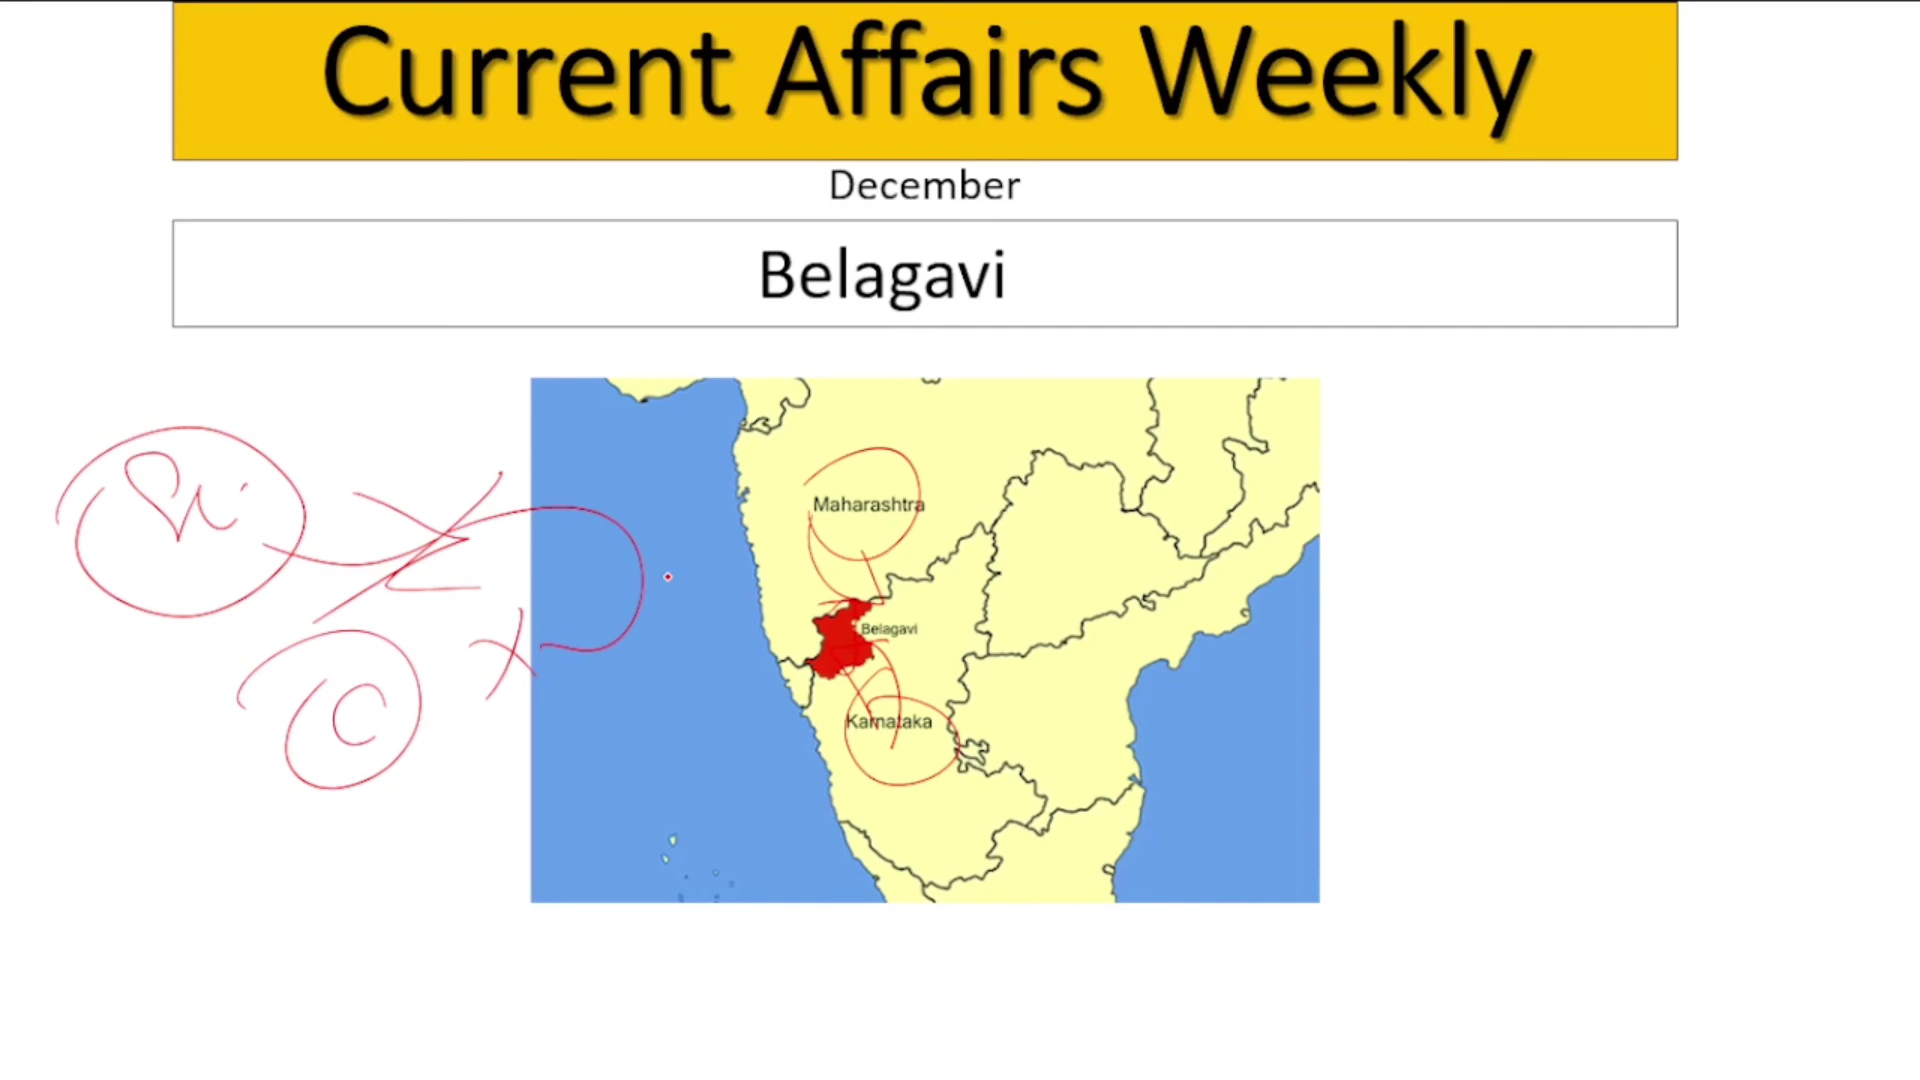 Current Affairs Weekly
December
Belagavi
Maharashtra
Belagavi
Karnataka
C